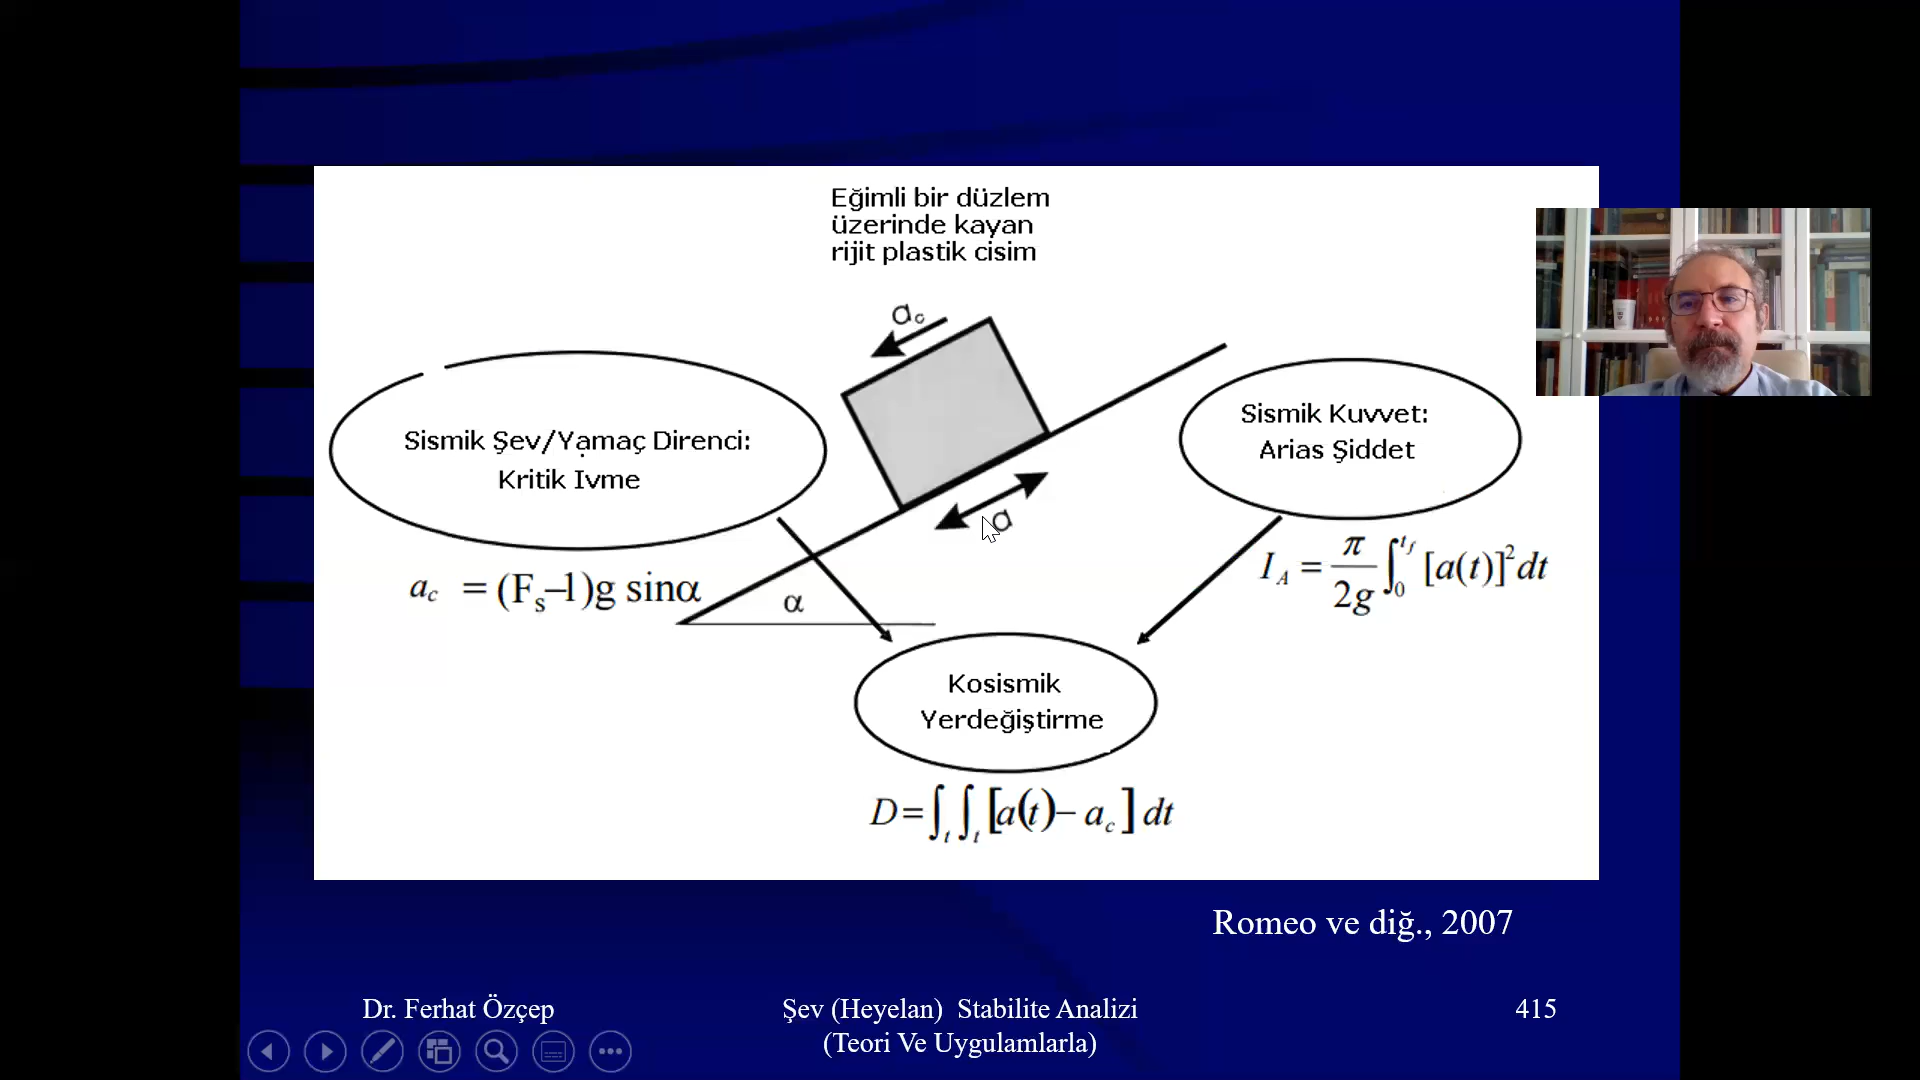 Eğimli bir düzlem
üzerinde kayan
rijit plastik cisim
a_c
Sismik Şev/Yamaç Direnci:
Kritik Ivme
Sismik Kuvvet:
Arias Şiddet
a
a_c = (F_s–1)g sinα
α
I_A = \frac{π}{2g} ∫_0^{t_f} [a(t)]^2 dt
Kosismik
Yerdeğiştirme
D = ∫_t ∫_t [a(t) – a_c] dt
Romeo ve diğ., 2007
Dr. Ferhat Özçep
Şev (Heyelan) Stabilite Analizi
(Teori Ve Uygulamlarla)
415